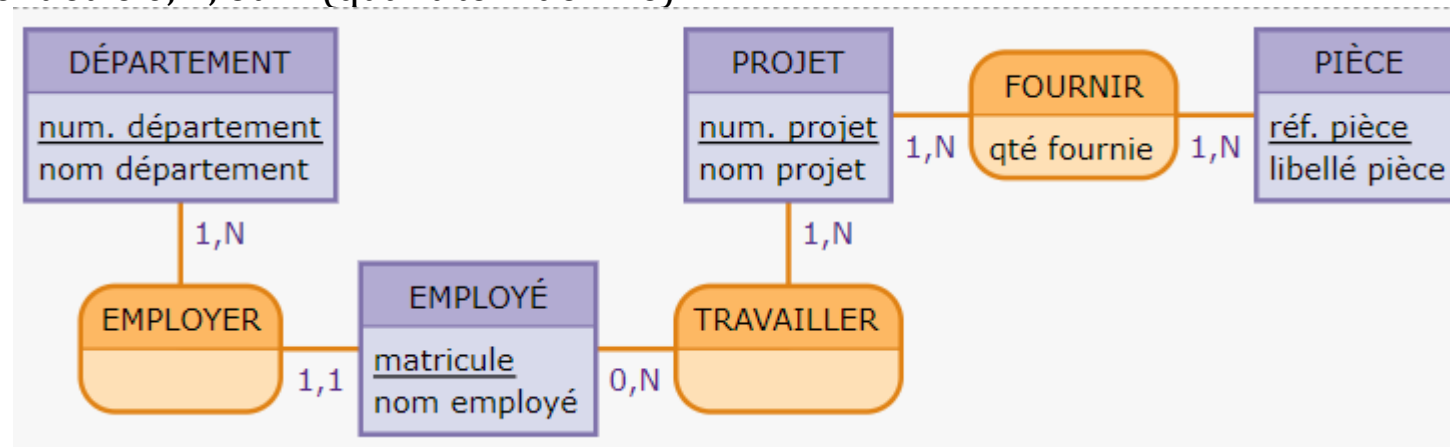 DÉPARTEMENT
num. département
nom département
1,N
EMPLOYER
1,1
EMPLOYÉ
matricule
nom employé
0,N
TRAVAILLER
1,N
PROJET
num. projet
nom projet
1,N
FOURNIR
qté fournie
1,N
PIÈCE
réf. pièce
libellé pièce